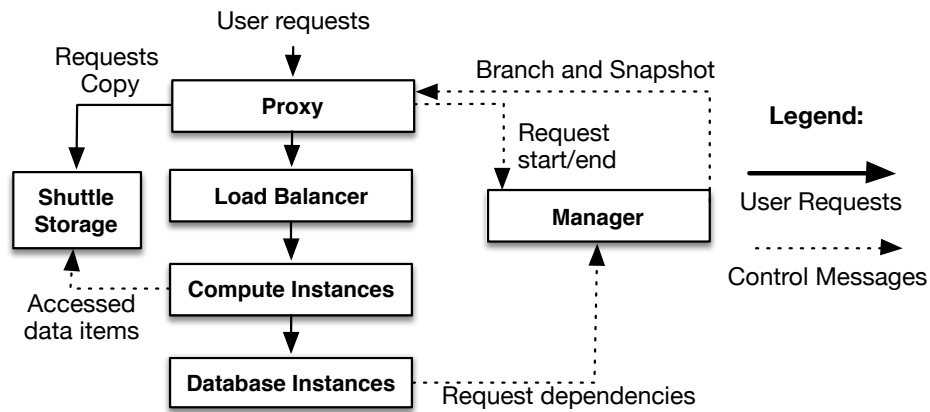 User requests
Requests
Copy
Branch and Snapshot
Proxy
Legend:
Request
start/end
Shuttle
Storage
Load Balancer
Manager
User Requests
Compute Instances
Control Messages
Accessed
data items
Database Instances
Request dependencies